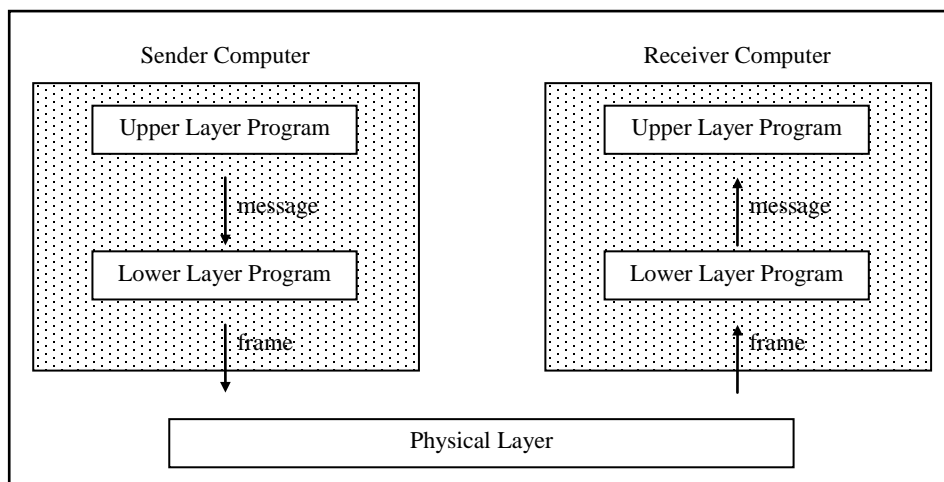 Sender Computer
Receiver Computer
Upper Layer Program
Upper Layer Program
message
message
Lower Layer Program
Lower Layer Program
frame
frame
Physical Layer